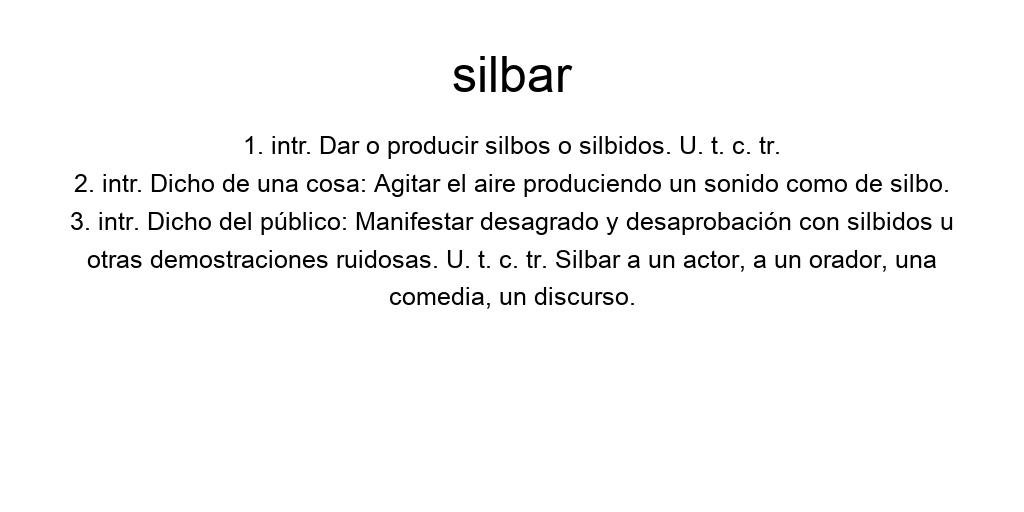 silbar
1. intr. Dar o producir silbos o silbidos. U. t. c. tr.
2. intr. Dicho de una cosa: Agitar el aire produciendo un sonido como de silbo.
3. intr. Dicho del público: Manifestar desagrado y desaprobación con silbidos u
otras demostraciones ruidosas. U. t. c. tr. Silbar a un actor, a un orador, una
comedia, un discurso.